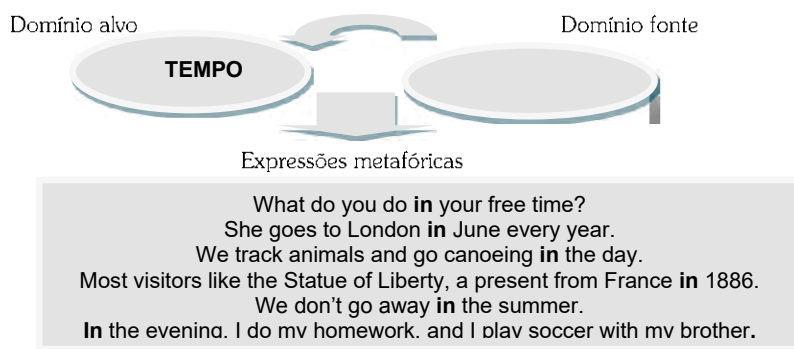 Domínio alvo
Domínio fonte
TEMPO
Expressões metafóricas
What do you do in your free time?
She goes to London in June every year.
We track animals and go canoeing in the day.
Most visitors like the Statue of Liberty, a present from France in 1886.
We don't go away in the summer.
In the evening, I do my homework, and I play soccer with my brother.